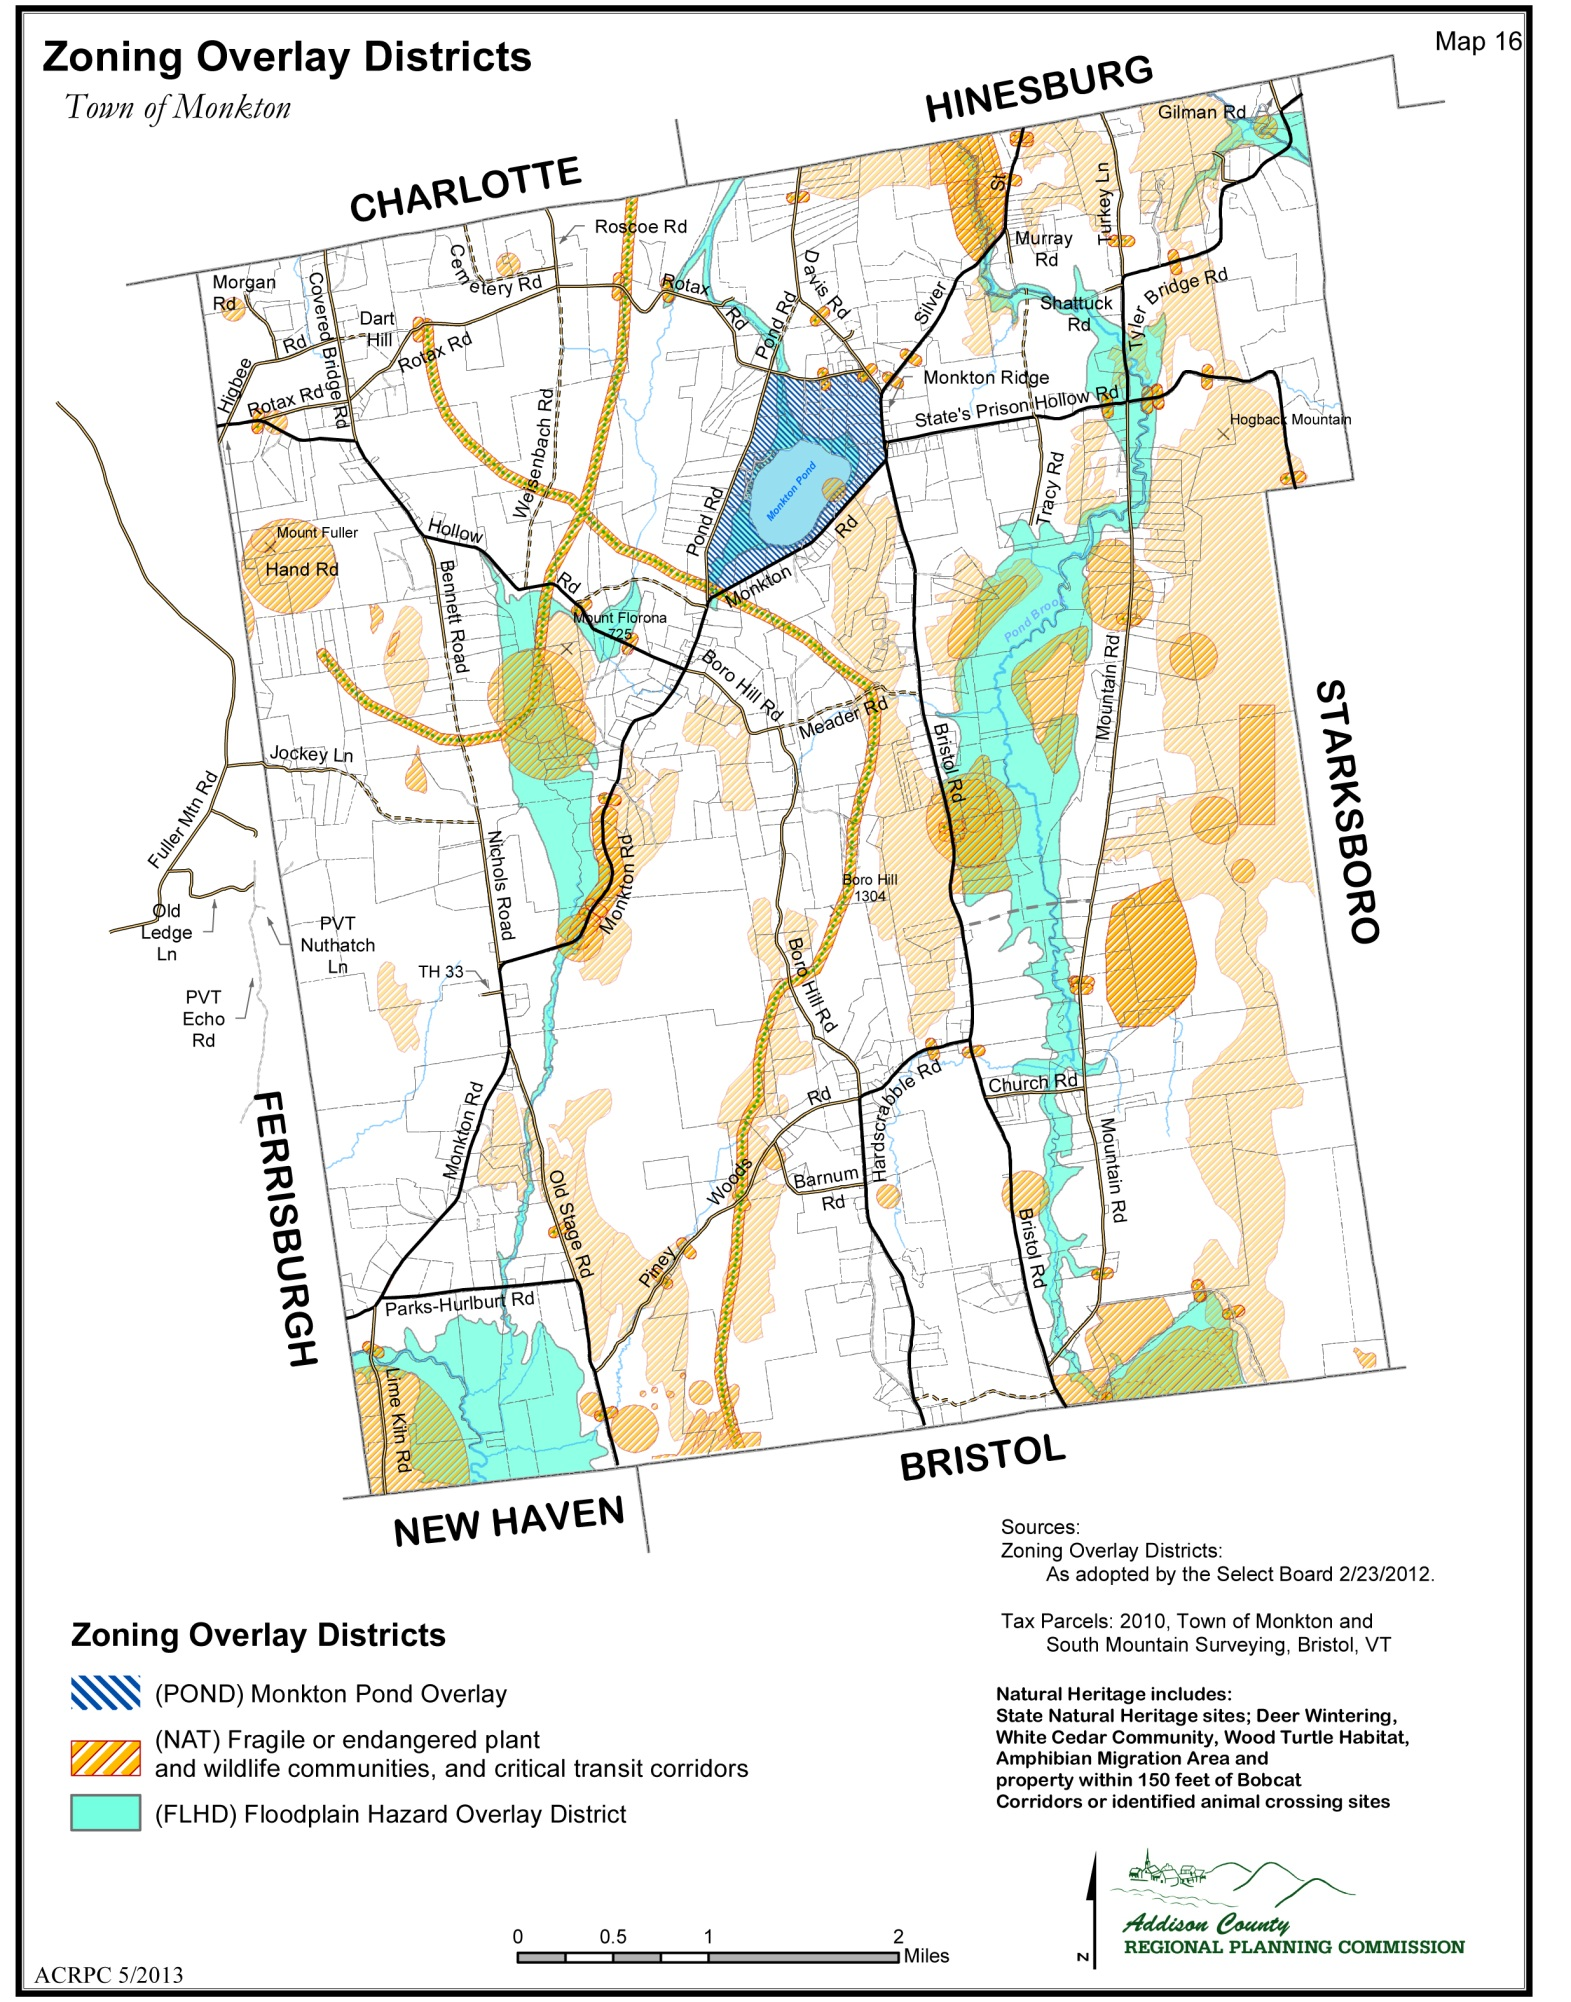 Zoning Overlay Districts
Town of Monkton
Map 16
HINESBURG
CHARLOTTE
Gilman Rd
Roscoe Rd
Cemetery Rd
Morgan
Rd
Covered Bridge Rd
Dart
Hill
Rotax Rd
Rotax
Rd
Davis Rd
Pond Rd
St
Silver
Turkey Ln
Murray
Rd
Shattuck
Rd
Tyler Bridge Rd
Higbee
Rd
Rotax Rd
Monkton Ridge
State's Prison Hollow Rd
Hogback Mountain
Weisenbach Rd
Monkton Pond
Pond Rd
Tracy Rd
Hollow
Rd
Mount Fuller
Hand Rd
Bennett Road
Monkton
Rd
Mount Florona
725
Pond Brook
Boro Hill Rd
Meader Rd
Mountain Rd
Bristol Rd
STARKSBORO
Jockey Ln
Fuller Mtn Rd
Nichols Road
Monkton Rd
Boro Hill
1304
Old
Ledge
Ln
PVT
Nuthatch
Ln
PVT
Echo
Rd
TH 33
Boro Hill Rd
FERRISBURGH
Monkton Rd
Church Rd
Rd
Hardscrabble Rd
Mountain Rd
Old Stage Rd
Woods
Barnum
Rd
Piney
Bristol Rd
Parks-Hurlburt Rd
Lime Kiln Rd
BRISTOL
NEW HAVEN
Sources:
Zoning Overlay Districts:
As adopted by the Select Board 2/23/2012.
Tax Parcels: 2010, Town of Monkton and
South Mountain Surveying, Bristol, VT
Zoning Overlay Districts
(POND) Monkton Pond Overlay
(NAT) Fragile or endangered plant
and wildlife communities, and critical transit corridors
(FLHD) Floodplain Hazard Overlay District
Natural Heritage includes:
State Natural Heritage sites; Deer Wintering,
White Cedar Community, Wood Turtle Habitat,
Amphibian Migration Area and
property within 150 feet of Bobcat
Corridors or identified animal crossing sites
0 0.5 1 2
Miles
N
Addison County
REGIONAL PLANNING COMMISSION
ACRPC 5/2013